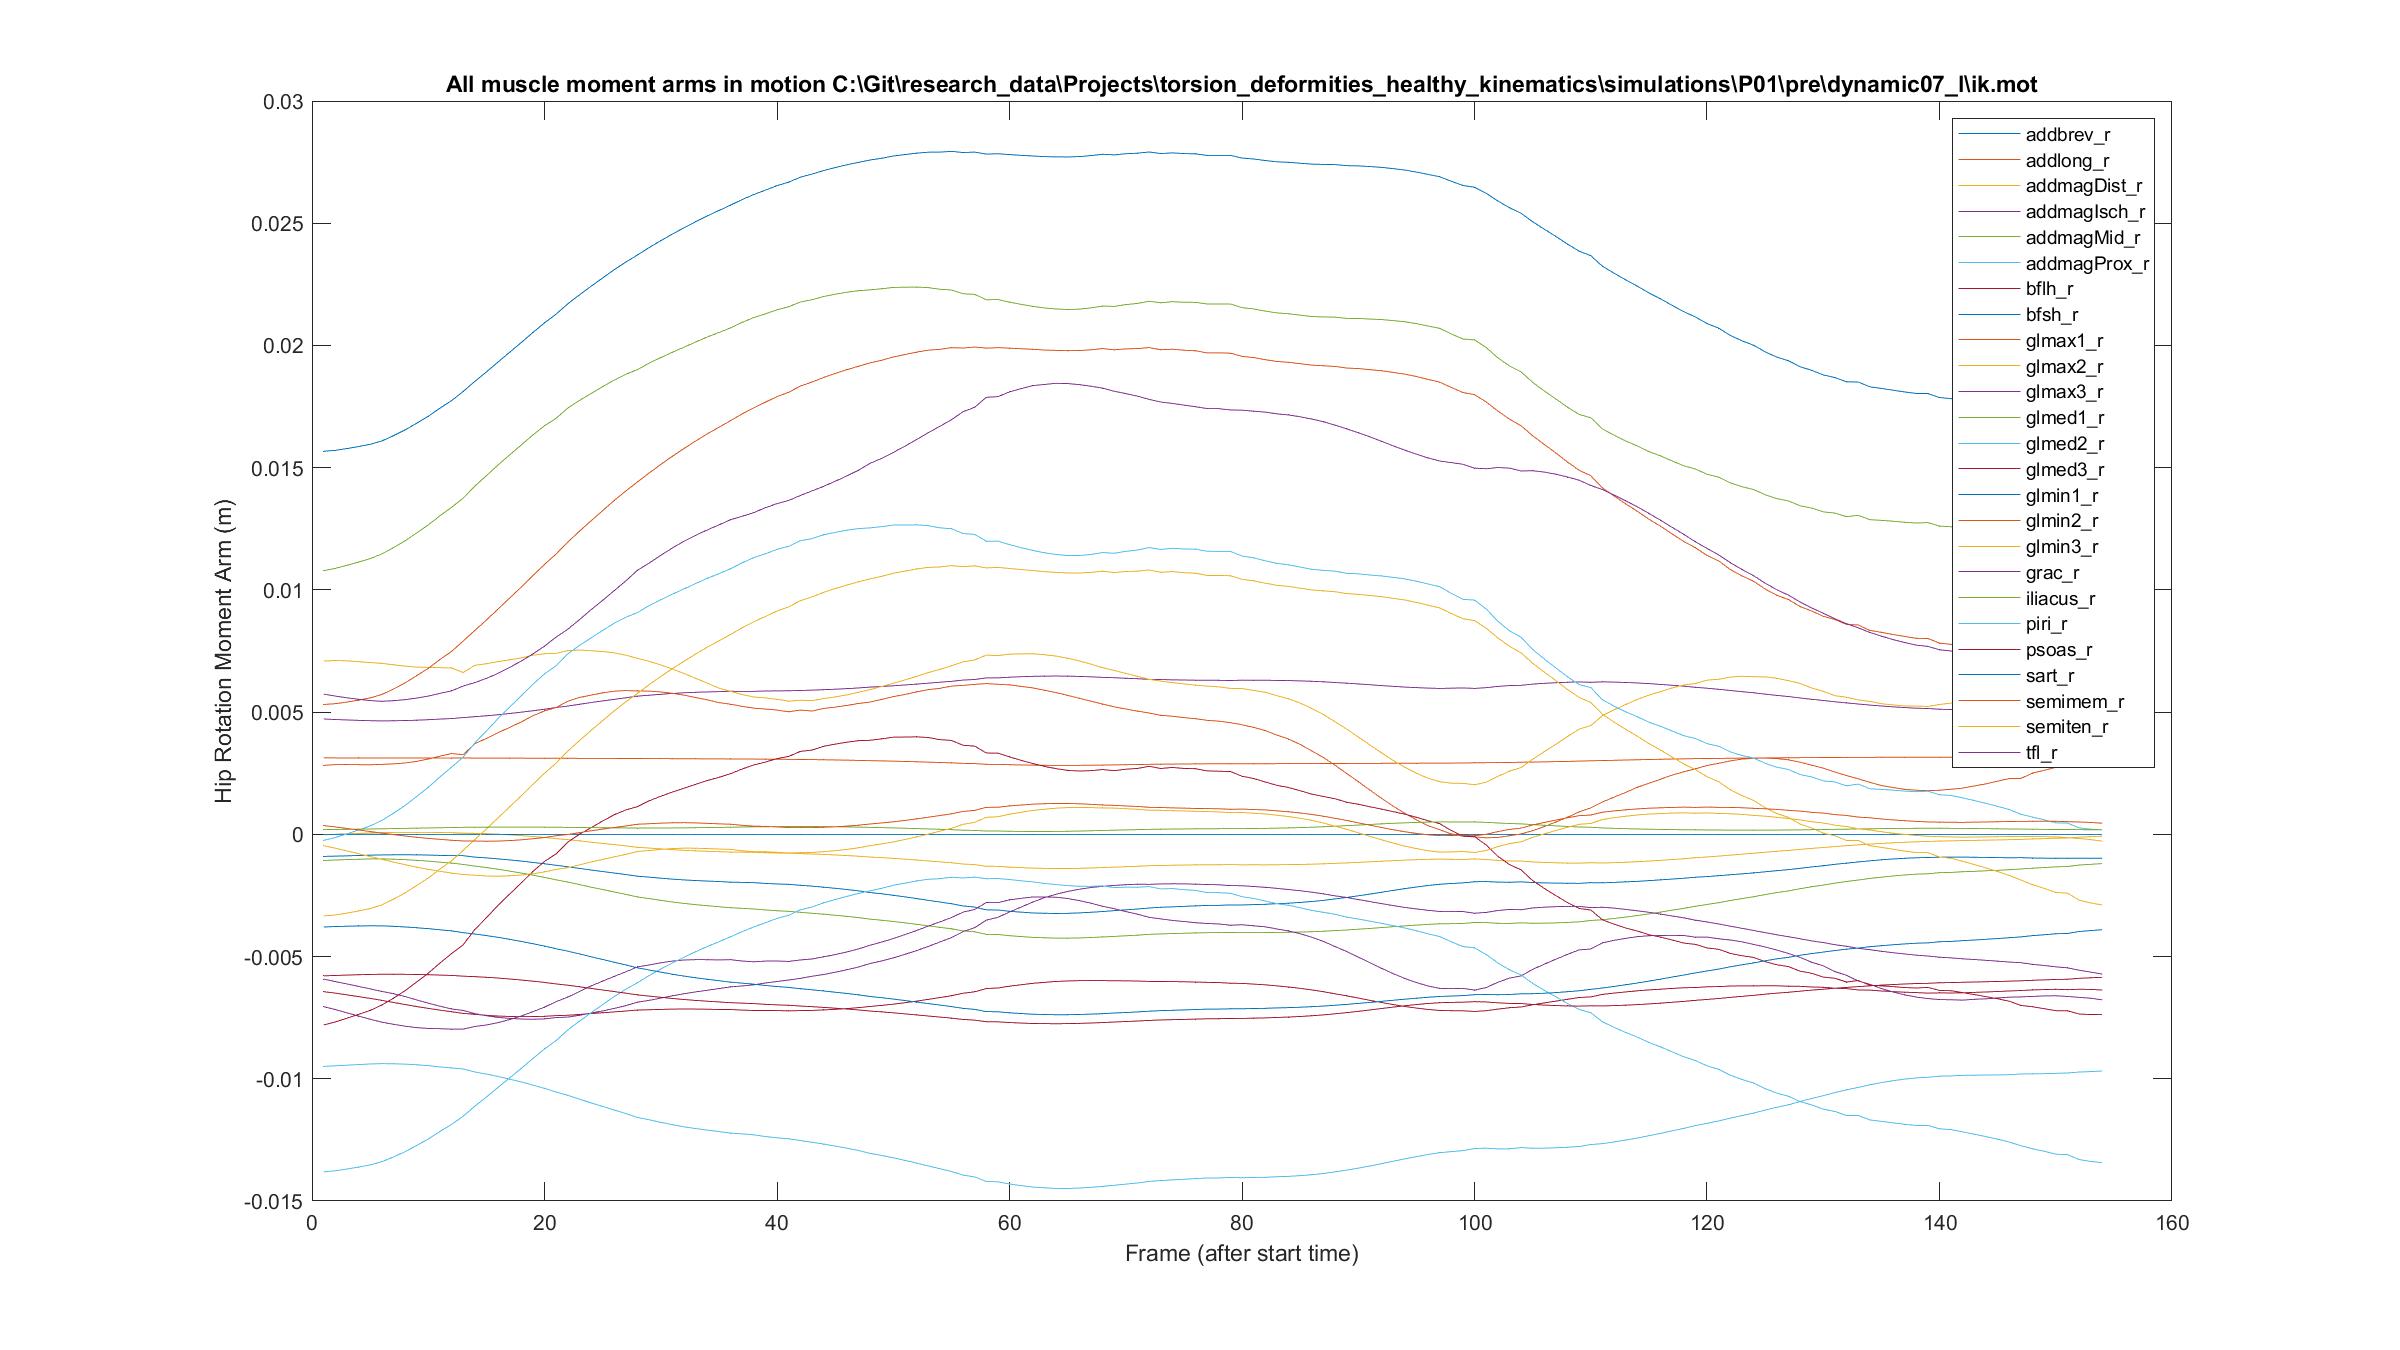 All muscle moment arms in motion C:\Git\research_data\Projects\torsion_deformities_healthy_kinematics\simulations\P01\pre\dynamic07_l\ik.mot
0.03
0.025
0.02
0.015
0.01
0.005
0
-0.005
-0.01
-0.015
Hip Rotation Moment Arm (m)
addbrev_r
addlong_r
addmagDist_r
addmagIsch_r
addmagMid_r
addmagProx_r
bflh_r
bfsh_r
glmax1_r
glmax2_r
glmax3_r
glmed1_r
glmed2_r
glmed3_r
glmin1_r
glmin2_r
glmin3_r
grac_r
iliacus_r
piri_r
psoas_r
sart_r
semimem_r
semiten_r
tfl_r
0 20 40 60 80 100 120 140 160
Frame (after start time)